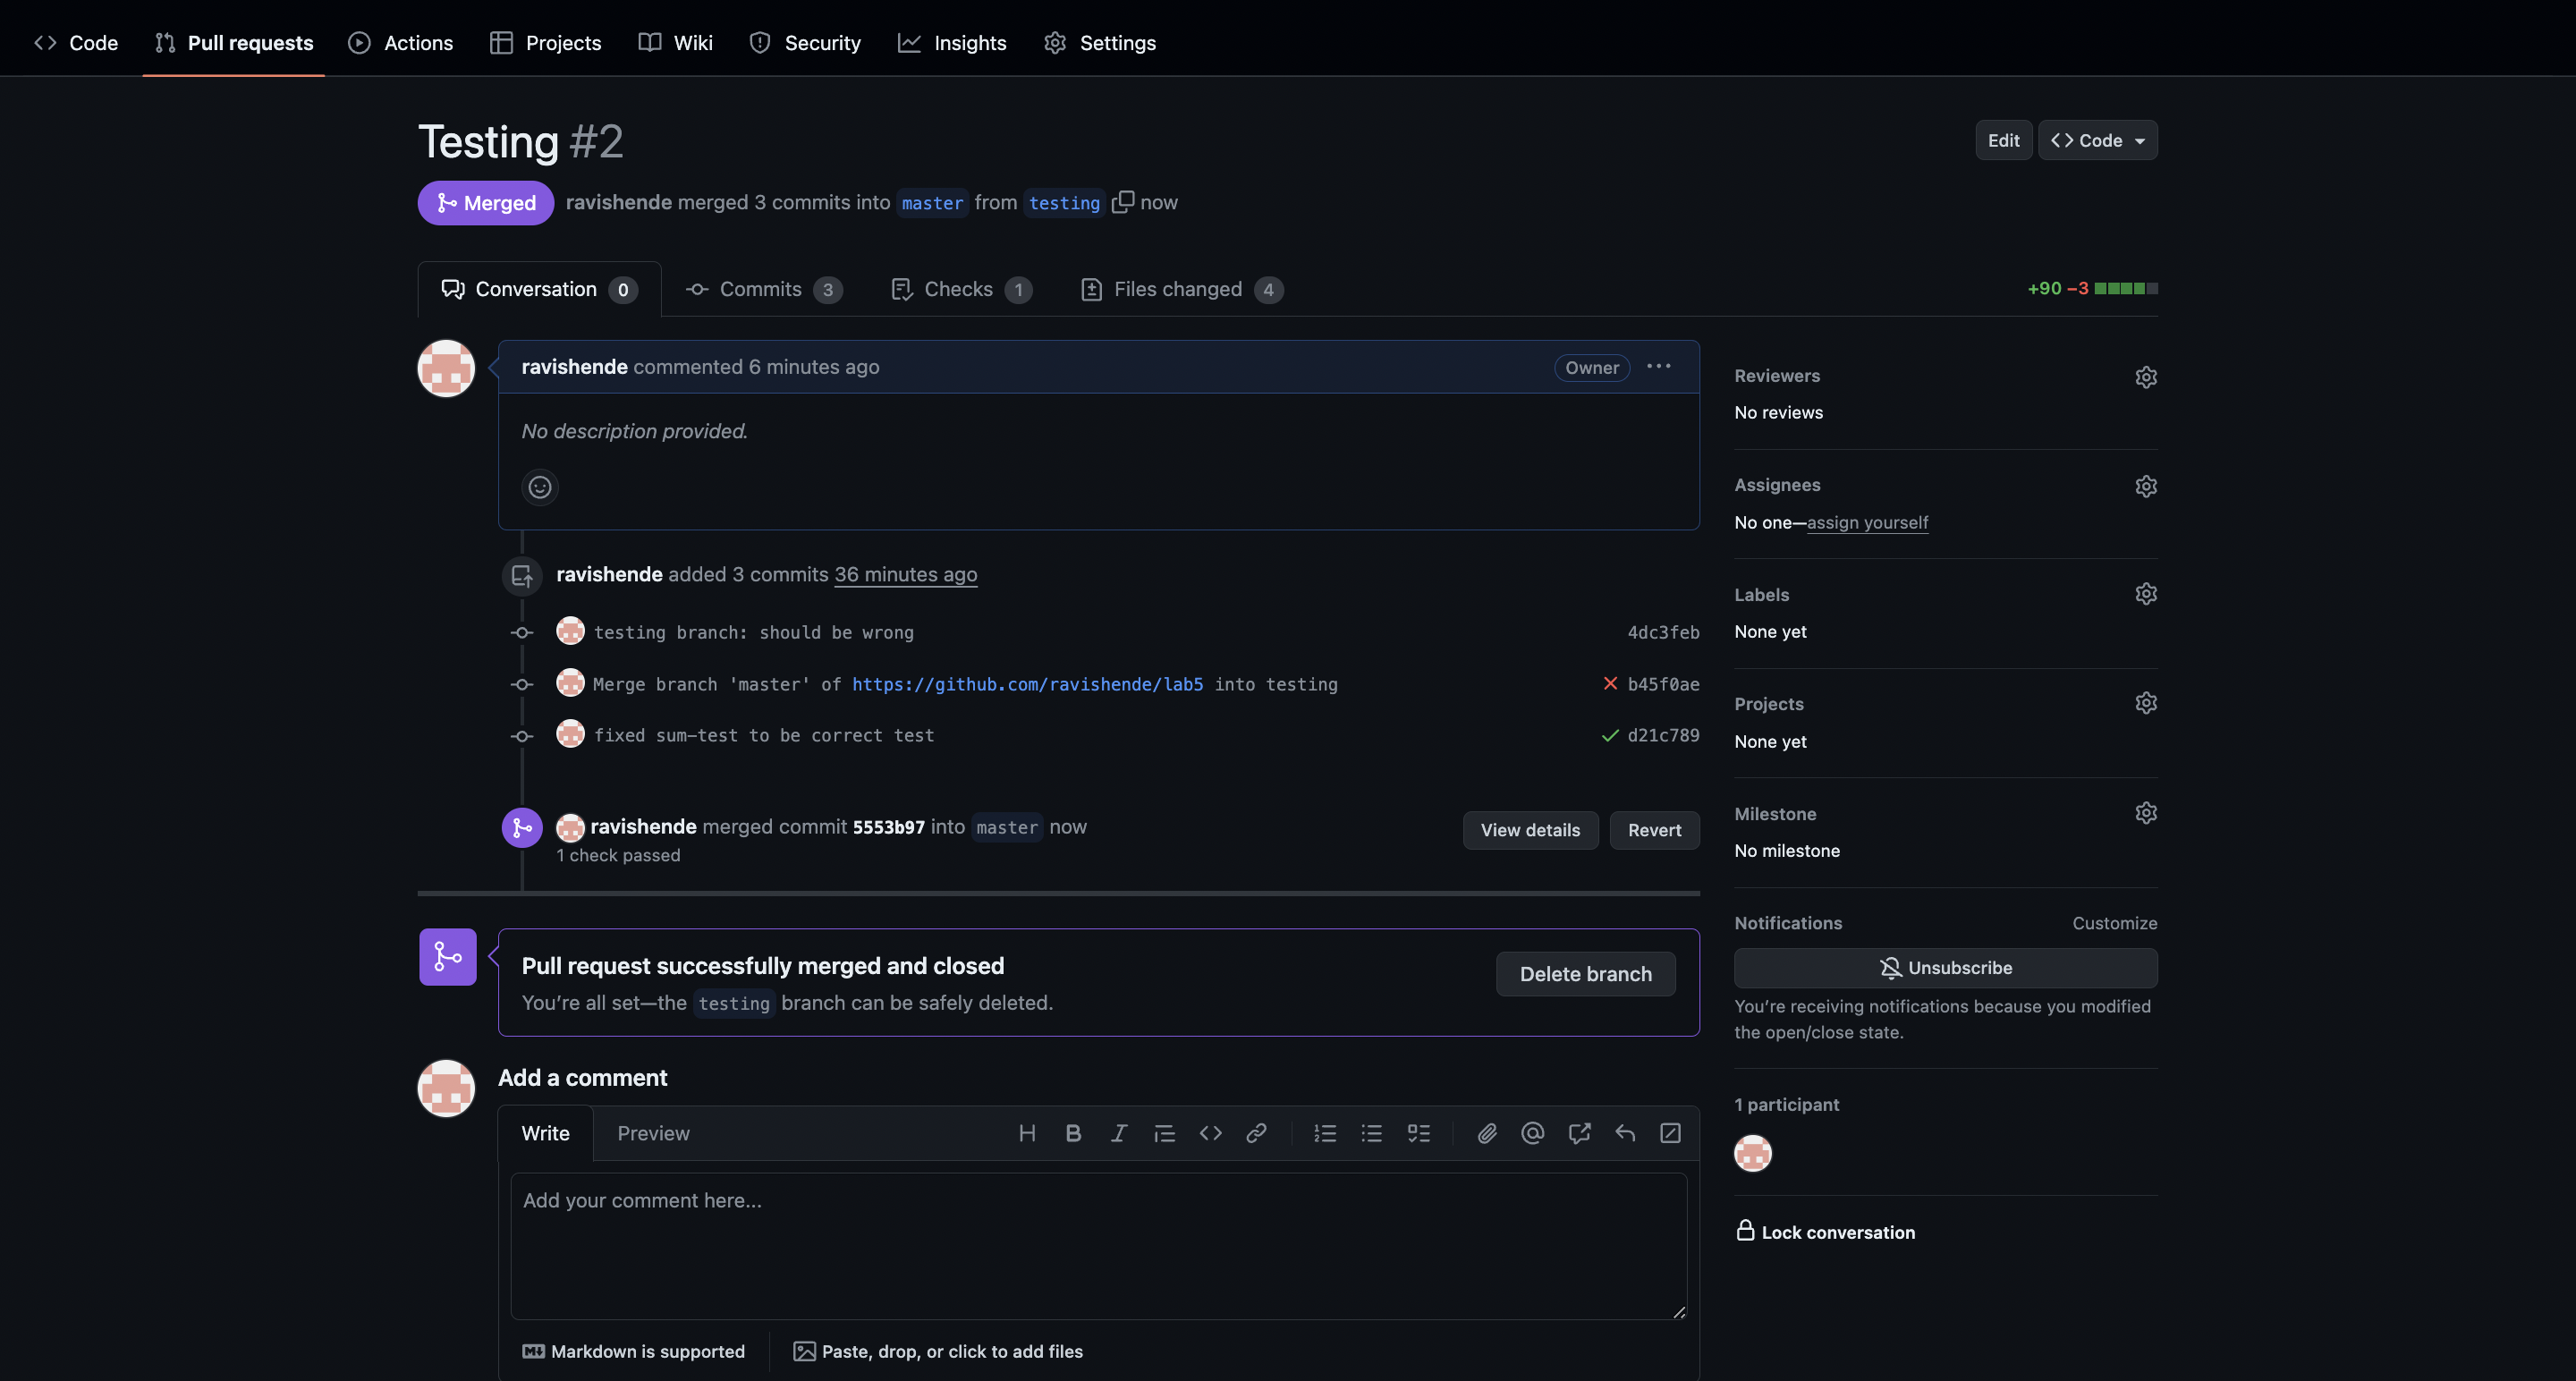 Code Pull requests Actions Projects Wiki Security Insights Settings
Testing #2
Edit Code
Merged ravishende merged 3 commits into master from testing now
Conversation 0 Commits 3 Checks 1 Files changed 4 +90 −3
ravishende commented 6 minutes ago Owner ...
No description provided.
ravishende added 3 commits 36 minutes ago
testing branch: should be wrong 4dc3feb
Merge branch 'master' of https://github.com/ravishende/lab5 into testing b45f0ae
fixed sum-test to be correct test d21c789
ravishende merged commit 5553b97 into master now View details Revert
1 check passed
Pull request successfully merged and closed
You're all set—the testing branch can be safely deleted.
Delete branch
Add a comment
Write Preview
Add your comment here...
Markdown is supported Paste, drop, or click to add files
Reviewers
No reviews
Assignees
No one—assign yourself
Labels
None yet
Projects
None yet
Milestone
No milestone
Notifications Customize
Unsubscribe
You're receiving notifications because you modified
the open/close state.
1 participant
Lock conversation